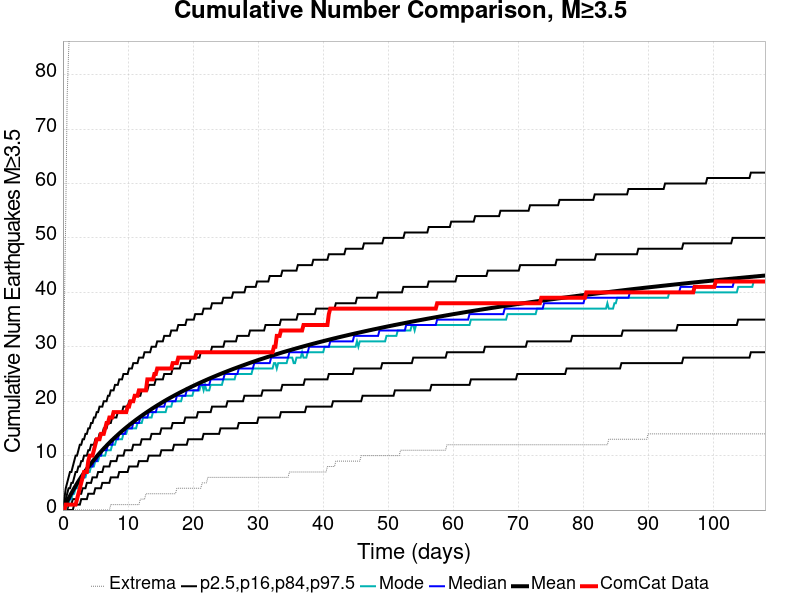 Cumulative Number Comparison, M≥3.5
Cumulative Num Earthquakes M≥3.5
80
70
60
50
40
30
20
10
0
0 10 20 30 40 50 60 70 80 90 100
Time (days)
Extrema p2.5,p16,p84,p97.5 Mode Median Mean ComCat Data